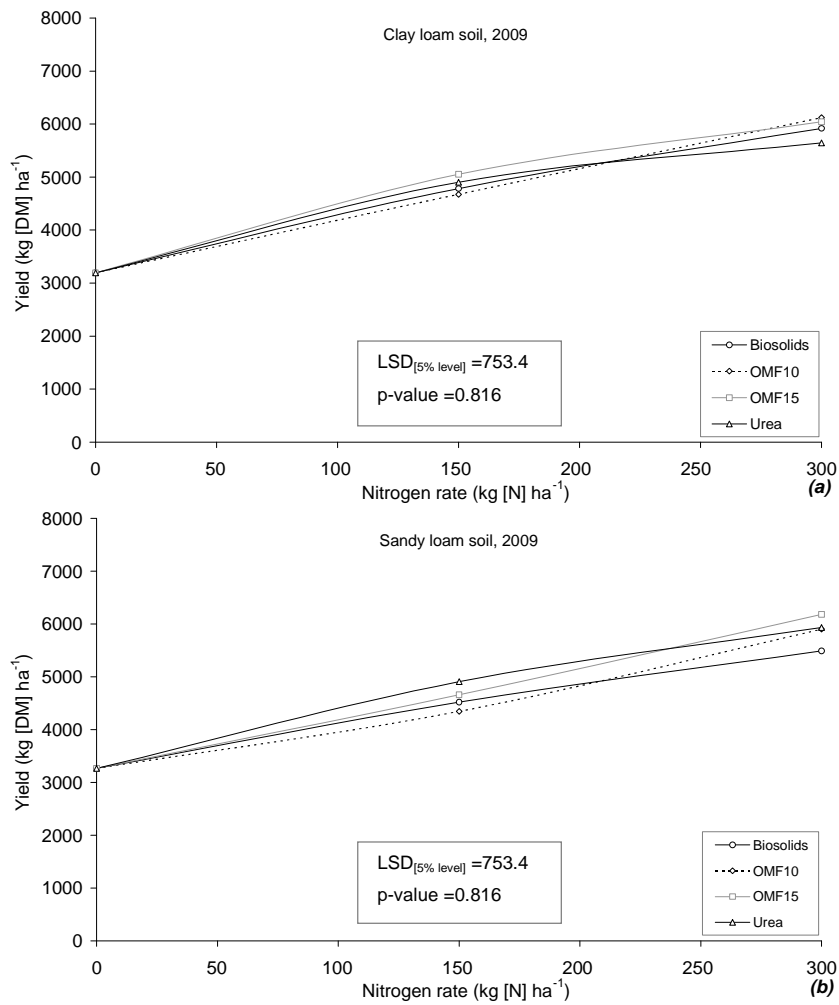 Clay loam soil, 2009
Yield (kg [DM] ha⁻¹)
8000
7000
6000
5000
4000
3000
2000
1000
0
LSD[5% level] =753.4
p-value =0.816
Biosolids
OMF10
OMF15
Urea
0 50 100 150 200 250 300
Nitrogen rate (kg [N] ha⁻¹)
(a)
Sandy loam soil, 2009
Yield (kg [DM] ha⁻¹)
8000
7000
6000
5000
4000
3000
2000
1000
0
LSD[5% level] =753.4
p-value =0.816
Biosolids
OMF10
OMF15
Urea
0 50 100 150 200 250 300
Nitrogen rate (kg [N] ha⁻¹)
(b)